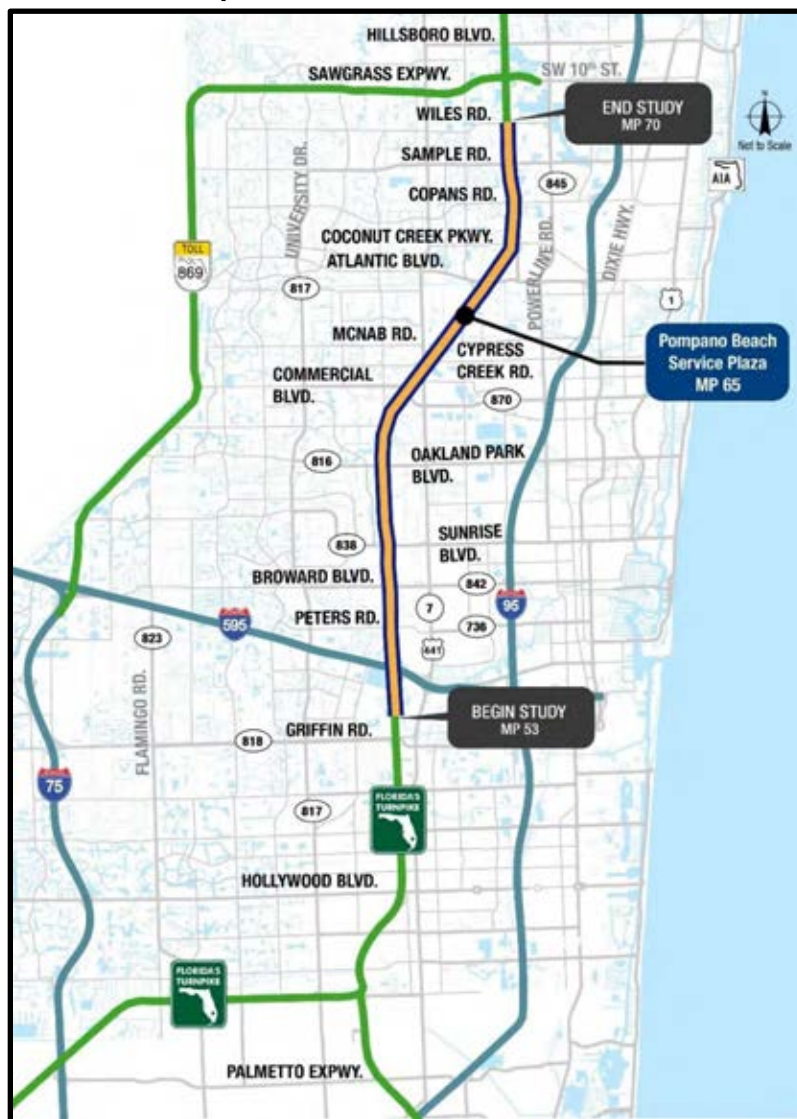 HILLSBORO BLVD.
SAWGRASS EXPWY.
SW 10th ST.
WILES RD.
END STUDY
MP 70
N
Not to Scale
SAMPLE RD.
845
A1A
COPANS RD.
UNIVERSITY DR.
POWERLINE RD.
DIXIE HWY.
COCONUT CREEK PKWY.
ATLANTIC BLVD.
TOLL
869
817
1
MCNAB RD.
CYPRESS
CREEK RD.
Pompano Beach
Service Plaza
MP 65
COMMERCIAL
BLVD.
870
816
OAKLAND PARK
BLVD.
838
SUNRISE
BLVD.
BROWARD BLVD.
842
7
95
PETERS RD.
595
736
823
441
FLAMINGO RD.
BEGIN STUDY
MP 53
GRIFFIN RD.
818
75
817
FLORIDA'S
TURNPIKE
HOLLYWOOD BLVD.
FLORIDA'S
TURNPIKE
PALMETTO EXPWY.